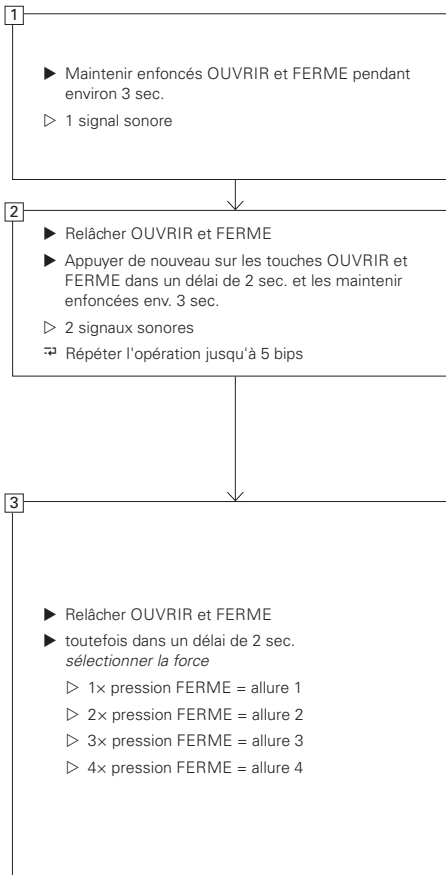 1
▶ Maintenir enfoncés OUVRIR et FERME pendant
environ 3 sec.
▷ 1 signal sonore
2
▶ Relâcher OUVRIR et FERME
▶ Appuyer de nouveau sur les touches OUVRIR et
FERME dans un délai de 2 sec. et les maintenir
enfoncées env. 3 sec.
▷ 2 signaux sonores
Répéter l'opération jusqu'à 5 bips
3
▶ Relâcher OUVRIR et FERME
▶ toutefois dans un délai de 2 sec.
sélectionner la force
▷ 1× pression FERME = allure 1
▷ 2× pression FERME = allure 2
▷ 3× pression FERME = allure 3
▷ 4× pression FERME = allure 4